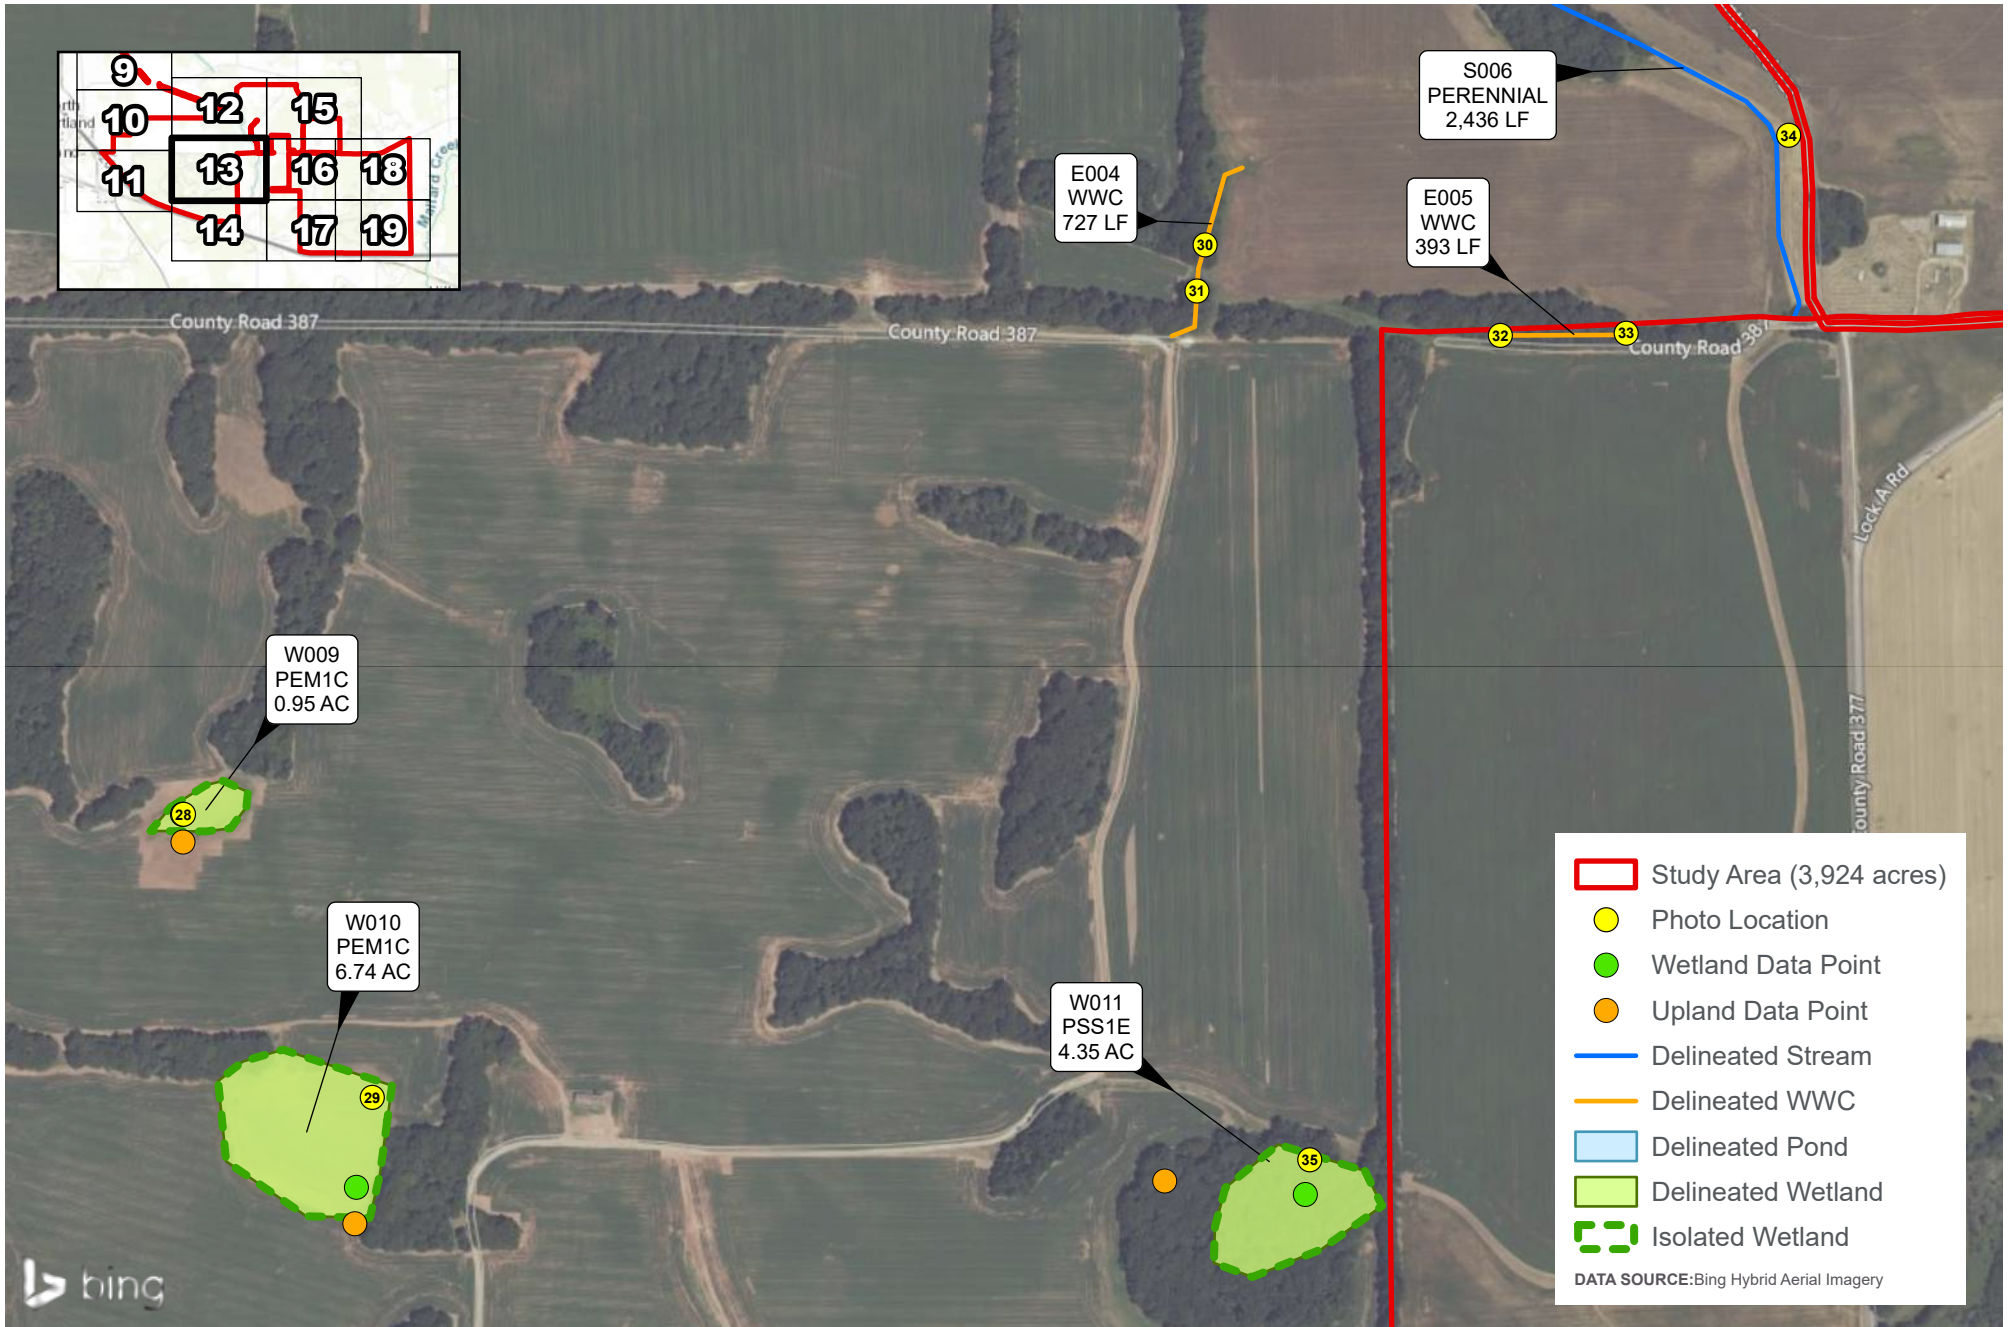 9
12
15
10
13
16
18
11
14
17
19
S006
PERENNIAL
2,436 LF
34
E004
WWC
727 LF
E005
WWC
393 LF
30
31
32
33
County Road 387
County Road 387
County Road 387
Lock A Rd
County Road 377
W009
PEM1C
0.95 AC
28
W010
PEM1C
6.74 AC
29
W011
PSS1E
4.35 AC
35
Study Area (3,924 acres)
Photo Location
Wetland Data Point
Upland Data Point
Delineated Stream
Delineated WWC
Delineated Pond
Delineated Wetland
Isolated Wetland
DATA SOURCE:Bing Hybrid Aerial Imagery
bing